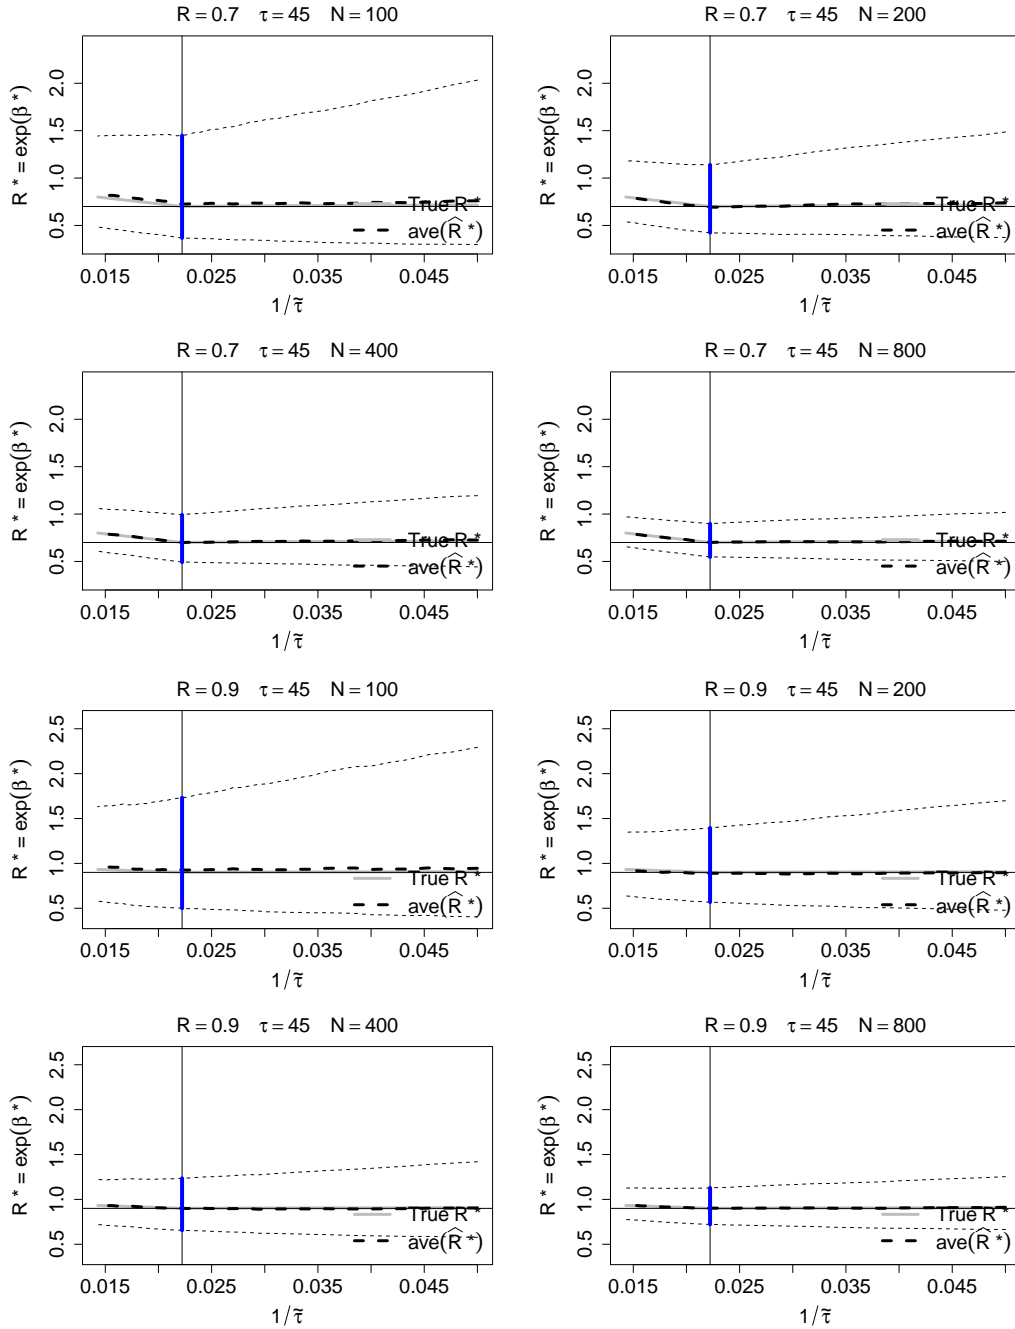 R = 0.7 τ = 45 N = 100
R * = exp(β *)
0.5 1.0 1.5 2.0
True R *
ave(R̂ *)
0.015 0.025 0.035 0.045
1/τ̃
R = 0.7 τ = 45 N = 200
R * = exp(β *)
0.5 1.0 1.5 2.0
True R *
ave(R̂ *)
0.015 0.025 0.035 0.045
1/τ̃
R = 0.7 τ = 45 N = 400
R * = exp(β *)
0.5 1.0 1.5 2.0
True R *
ave(R̂ *)
0.015 0.025 0.035 0.045
1/τ̃
R = 0.7 τ = 45 N = 800
R * = exp(β *)
0.5 1.0 1.5 2.0
True R *
ave(R̂ *)
0.015 0.025 0.035 0.045
1/τ̃
R = 0.9 τ = 45 N = 100
R * = exp(β *)
0.5 1.0 1.5 2.0 2.5
True R *
ave(R̂ *)
0.015 0.025 0.035 0.045
1/τ̃
R = 0.9 τ = 45 N = 200
R * = exp(β *)
0.5 1.0 1.5 2.0 2.5
True R *
ave(R̂ *)
0.015 0.025 0.035 0.045
1/τ̃
R = 0.9 τ = 45 N = 400
R * = exp(β *)
0.5 1.0 1.5 2.0 2.5
True R *
ave(R̂ *)
0.015 0.025 0.035 0.045
1/τ̃
R = 0.9 τ = 45 N = 800
R * = exp(β *)
0.5 1.0 1.5 2.0 2.5
True R *
ave(R̂ *)
0.015 0.025 0.035 0.045
1/τ̃